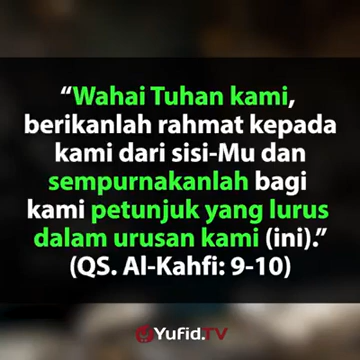 “Wahai Tuhan kami,
berikanlah rahmat kepada
kami dari sisi-Mu dan
sempurnakanlah bagi
kami petunjuk yang lurus
dalam urusan kami (ini).”
(QS. Al-Kahfi: 9-10)
Yufid.TV